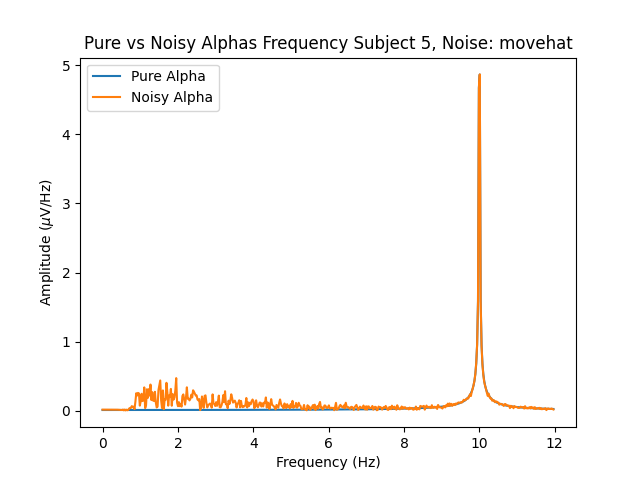 Pure vs Noisy Alphas Frequency Subject 5, Noise: movehat
Pure Alpha
Noisy Alpha
Amplitude (μV/Hz)
5
4
3
2
1
0
0 2 4 6 8 10 12
Frequency (Hz)